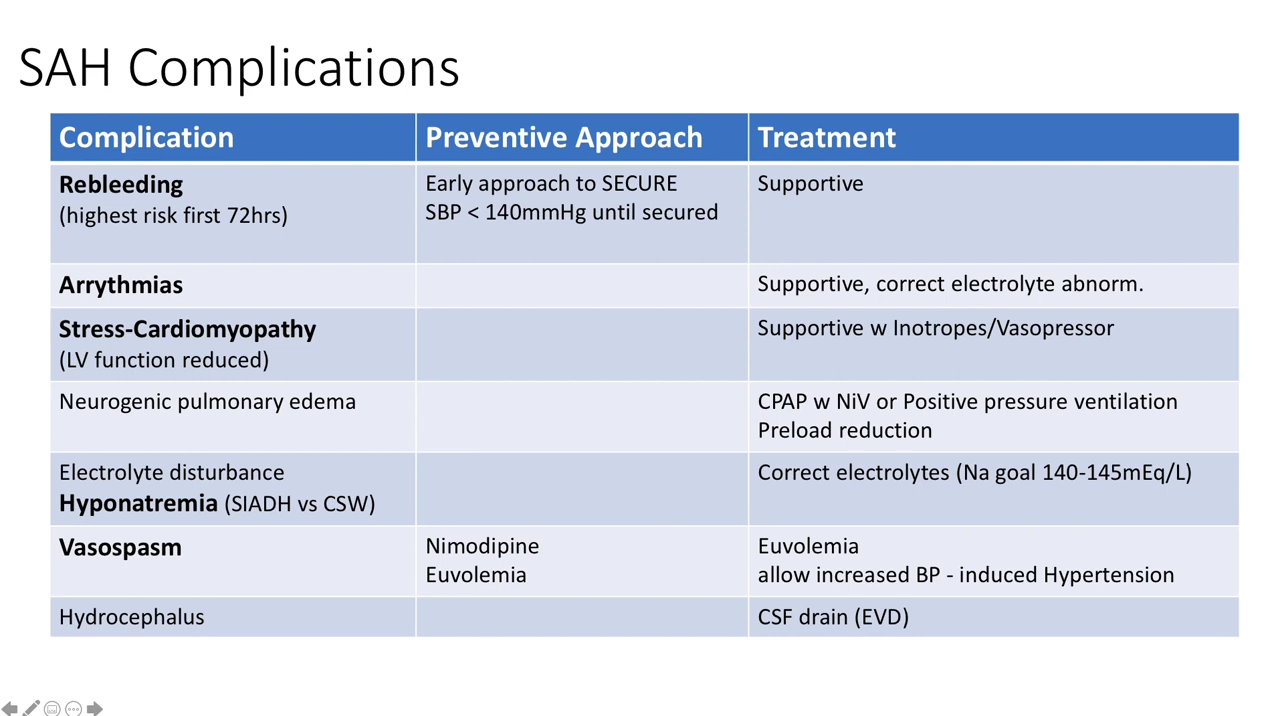 SAH Complications
Complication
Preventive Approach
Treatment
Rebleeding
(highest risk first 72hrs)
Early approach to SECURE
SBP < 140mmHg until secured
Supportive
Arrythmias
Supportive, correct electrolyte abnorm.
Stress-Cardiomyopathy
(LV function reduced)
Supportive w Inotropes/Vasopressor
Neurogenic pulmonary edema
CPAP w NiV or Positive pressure ventilation
Preload reduction
Electrolyte disturbance
Hyponatremia (SIADH vs CSW)
Correct electrolytes (Na goal 140-145mEq/L)
Vasospasm
Nimodipine
Euvolemia
Euvolemia
allow increased BP - induced Hypertension
Hydrocephalus
CSF drain (EVD)